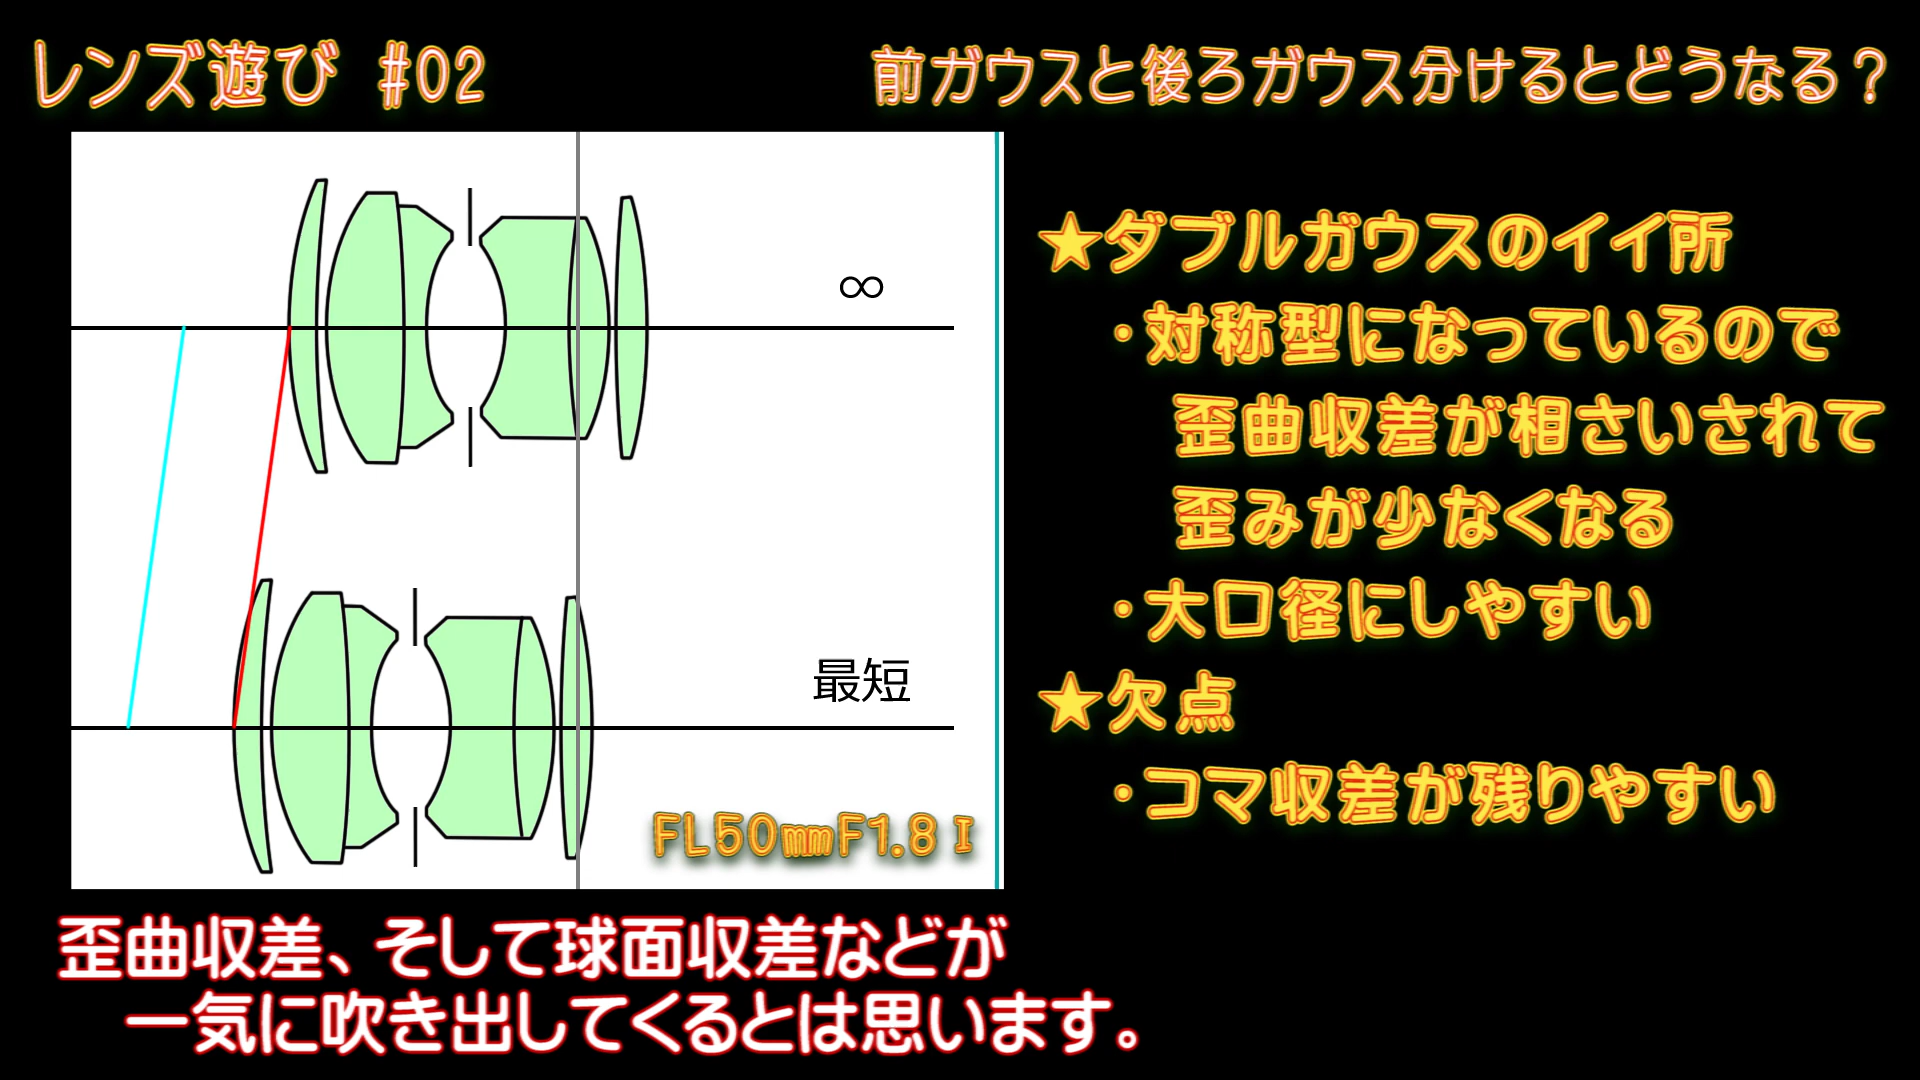 レンズ遊び #02
前ガウスと後ろガウス分けるとどうなる？
∞
最短
FL50㎜F1.8Ⅰ
★ダブルガウスのイイ所
・対称型になっているので
歪曲収差が相さいされて
歪みが少なくなる
・大口径にしやすい
★欠点
・コマ収差が残りやすい
歪曲収差、そして球面収差などが
一気に吹き出してくるとは思います。